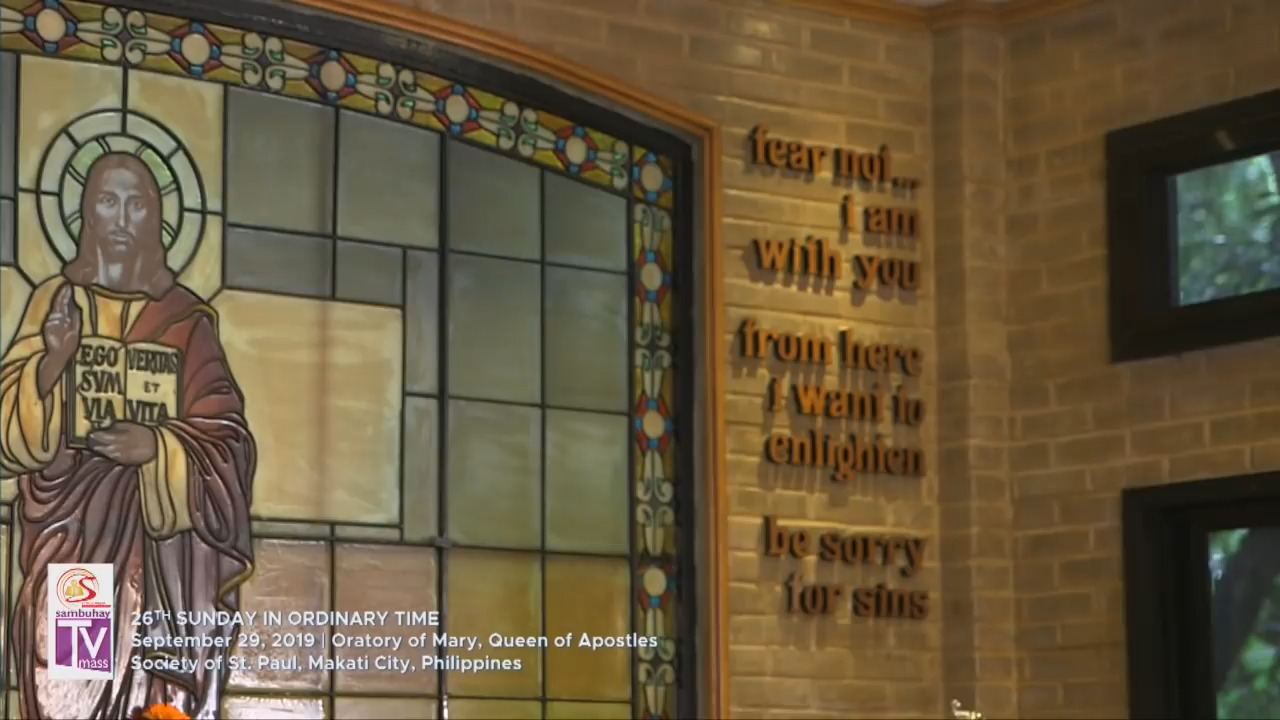 EGO
SVM
VIA
VERITAS
ET
VITA
fear not...
i am
with you
from here
i want to
enlighten
be sorry
for sins
sambuhay
TV
mass
26TH SUNDAY IN ORDINARY TIME
September 29, 2019 | Oratory of Mary, Queen of Apostles
Society of St. Paul, Makati City, Philippines